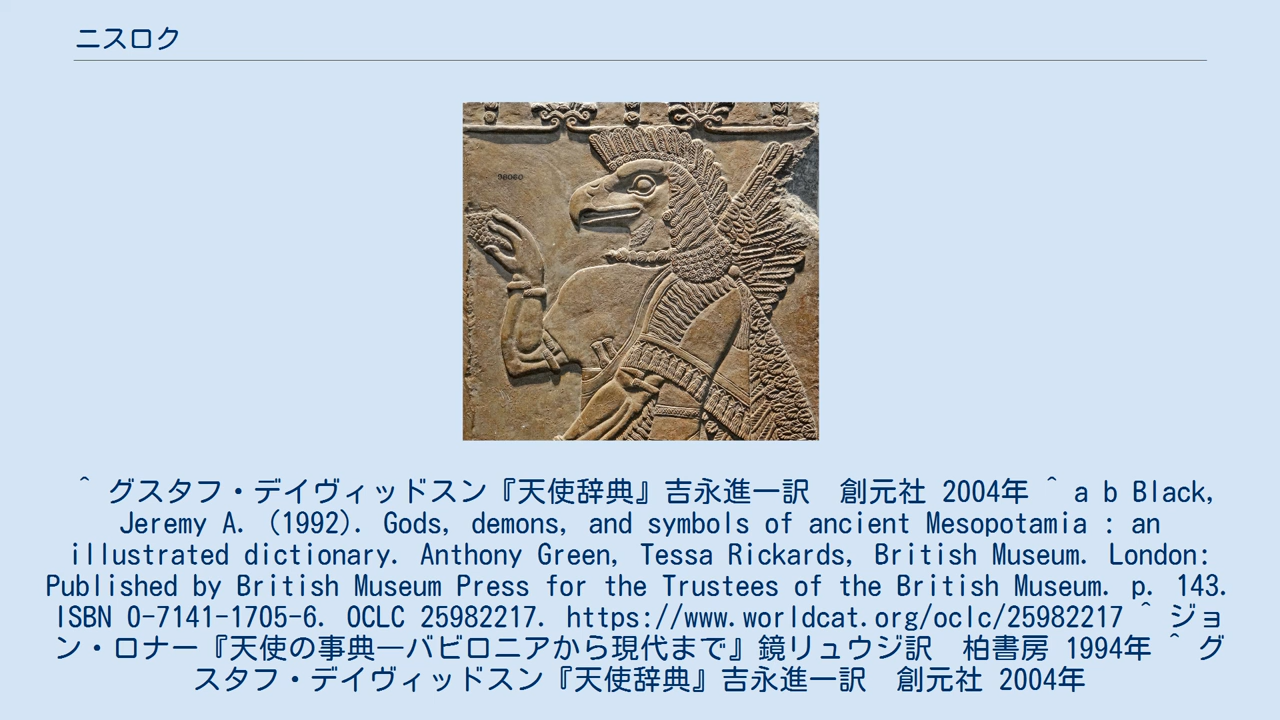 ニスロク
98060
^ グスタフ・デイヴィッドスン『天使辞典』吉永進一訳　創元社 2004年 ^ a b Black,
Jeremy A. (1992). Gods, demons, and symbols of ancient Mesopotamia : an
illustrated dictionary. Anthony Green, Tessa Rickards, British Museum. London:
Published by British Museum Press for the Trustees of the British Museum. p. 143.
ISBN 0-7141-1705-6. OCLC 25982217. https://www.worldcat.org/oclc/25982217 ^ ジョ
ン・ロナー『天使の事典―バビロニアから現代まで』鏡リュウジ訳　柏書房 1994年 ^ グ
スタフ・デイヴィッドスン『天使辞典』吉永進一訳　創元社 2004年